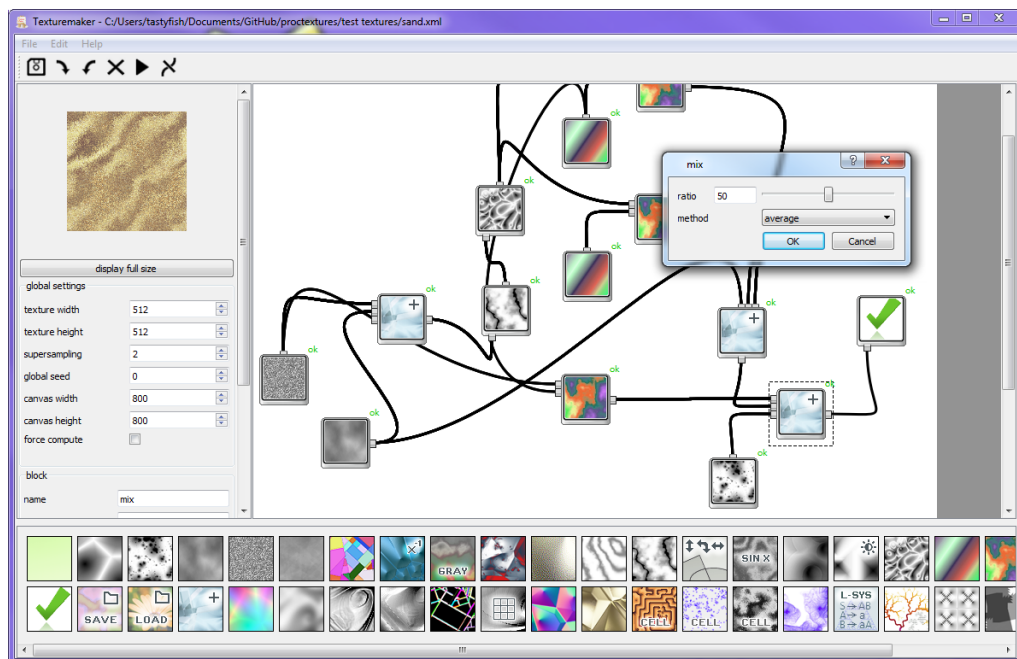 Texturemaker - C:/Users/tastyfish/Documents/GitHub/proctextures/test textures/sand.xml
File Edit Help
display full size
global settings
texture width 512
texture height 512
supersampling 2
global seed 0
canvas width 800
canvas height 800
force compute
block
name mix
ok
ok
ok
ok
ok
ok
ok
ok
ok
ok
ok
ok
ok
mix
ratio 50
method average
OK Cancel
x-1
GRAY
SIN X
SAVE
LOAD
CELL
CELL
CELL
L-SYS
S→AB
A→a
B→aA